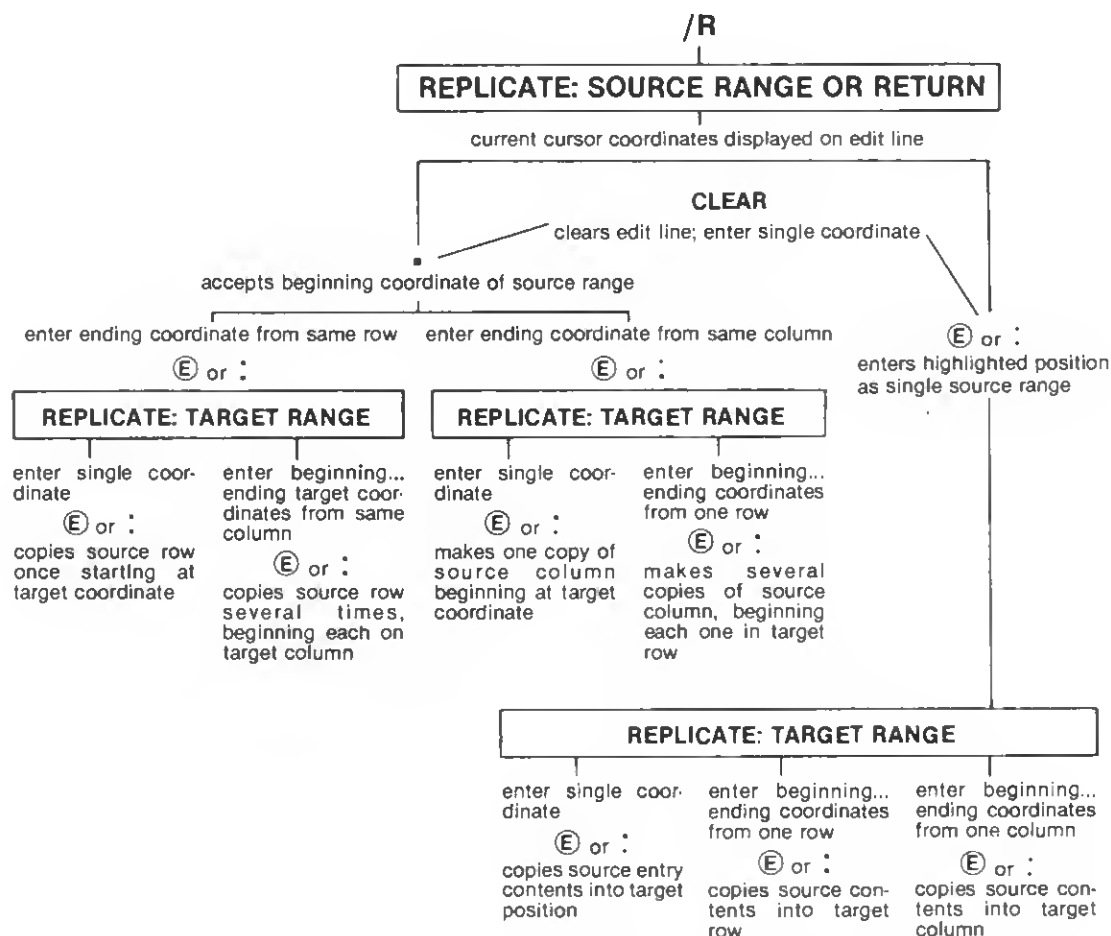 /R
REPLICATE: SOURCE RANGE OR RETURN
current cursor coordinates displayed on edit line
CLEAR
clears edit line; enter single coordinate
.
accepts beginning coordinate of source range
enter ending coordinate from same row
Ⓔ or :
REPLICATE: TARGET RANGE
enter single coor-
dinate
Ⓔ or :
copies source row
once starting at
target coordinate
enter beginning...
ending target coor-
dinates from same
column
Ⓔ or :
copies source row
several times,
beginning each on
target column
enter ending coordinate from same column
Ⓔ or :
REPLICATE: TARGET RANGE
enter single coor-
dinate
Ⓔ or :
makes one copy of
source column
beginning at target
coordinate
enter beginning...
ending coordinates
from one row
Ⓔ or :
makes several
copies of source
column, beginning
each one in target
row
Ⓔ or :
enters highlighted position
as single source range
REPLICATE: TARGET RANGE
enter single coor-
dinate
Ⓔ or :
copies source entry
contents into target
position
enter beginning...
ending coordinates
from one row
Ⓔ or :
copies source con-
tents into target
row
enter beginning...
ending coordinates
from one column
Ⓔ or :
copies source con-
tents into target
column